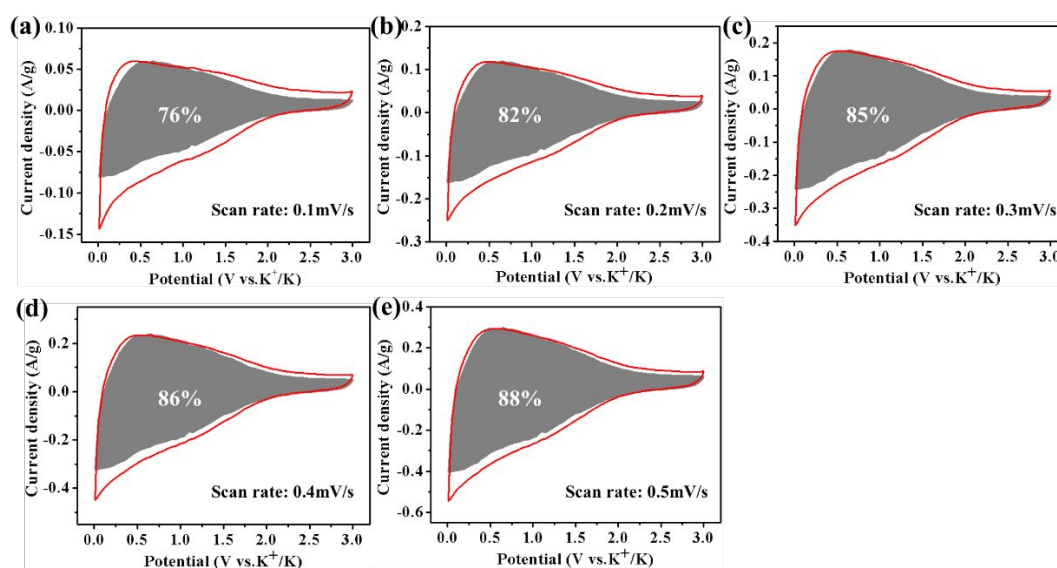 (a)
Current density (A/g)
0.10
0.05
0.00
-0.05
-0.10
-0.15
76%
Scan rate: 0.1mV/s
0.0 0.5 1.0 1.5 2.0 2.5 3.0
Potential (V vs.K⁺/K)
(b)
Current density (A/g)
0.2
0.1
0.0
-0.1
-0.2
-0.3
82%
Scan rate: 0.2mV/s
0.0 0.5 1.0 1.5 2.0 2.5 3.0
Potential (V vs.K⁺/K)
(c)
Current density (A/g)
0.3
0.2
0.1
0.0
-0.1
-0.2
-0.3
-0.4
85%
Scan rate: 0.3mV/s
0.0 0.5 1.0 1.5 2.0 2.5 3.0
Potential (V vs.K⁺/K)
(d)
Current density (A/g)
0.2
0.0
-0.2
-0.4
86%
Scan rate: 0.4mV/s
0.0 0.5 1.0 1.5 2.0 2.5 3.0
Potential (V vs.K⁺/K)
(e)
Current density (A/g)
0.4
0.2
0.0
-0.2
-0.4
-0.6
88%
Scan rate: 0.5mV/s
0.0 0.5 1.0 1.5 2.0 2.5 3.0
Potential (V vs.K⁺/K)